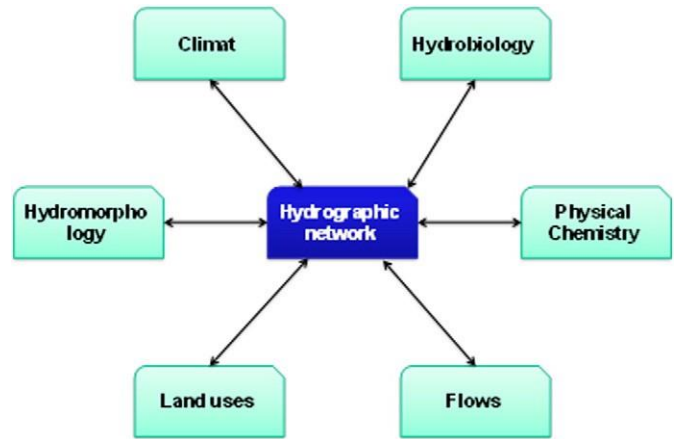 Climat
Hydrobiology
Hydromorpho
logy
Hydrographic
network
Physical
Chemistry
Land uses
Flows